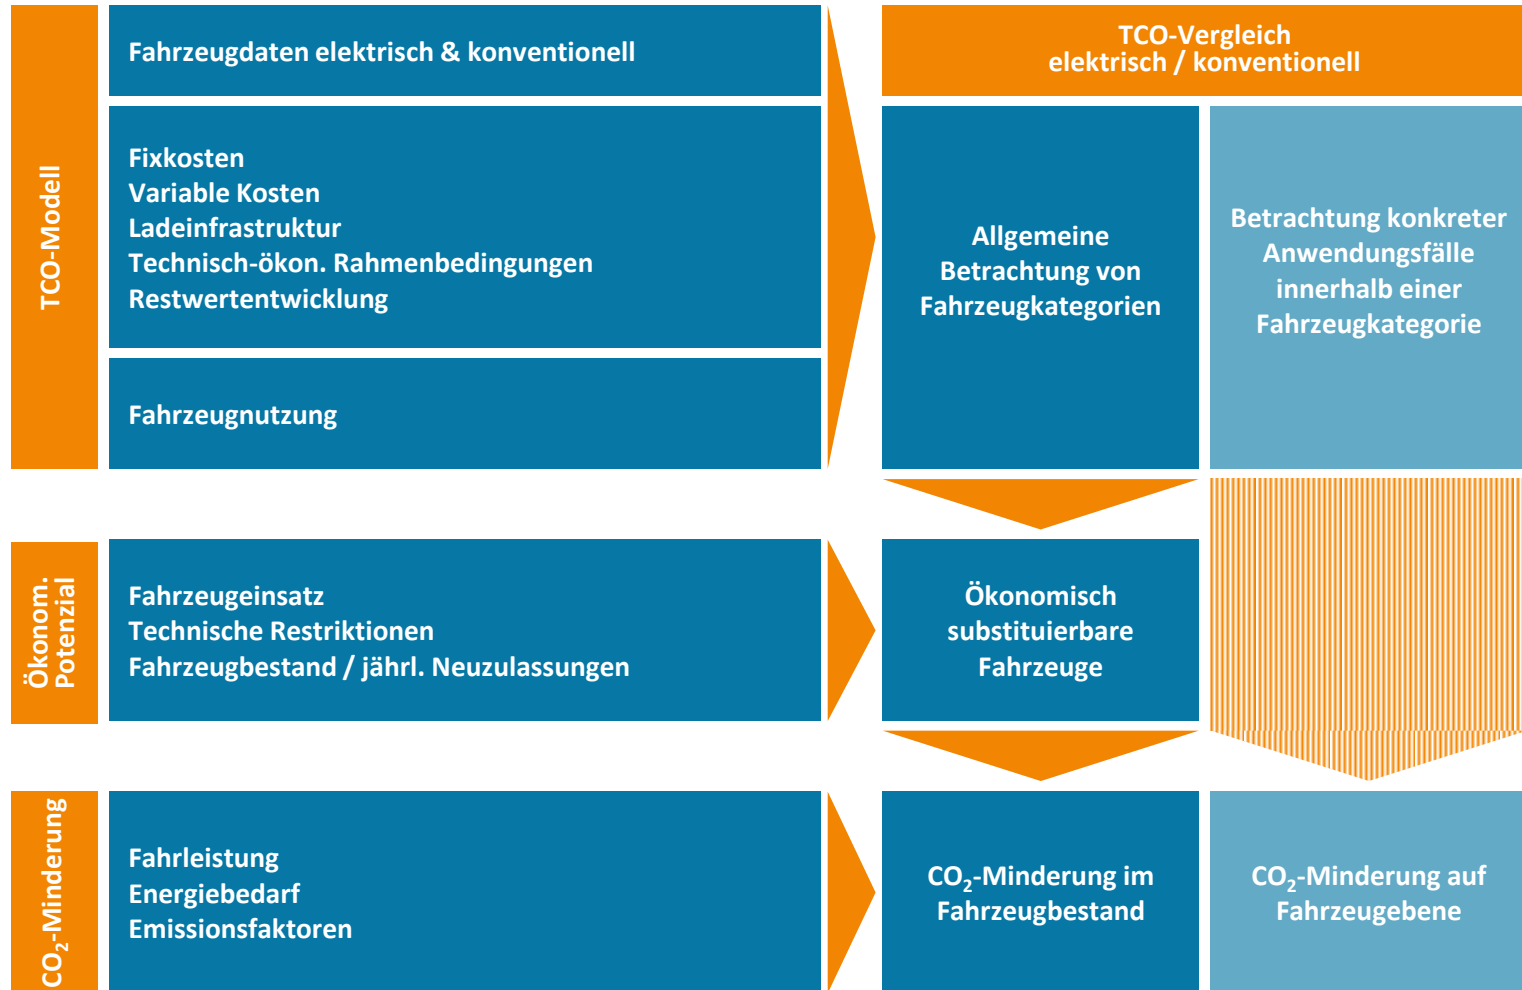 TCO-Modell
Fahrzeugdaten elektrisch & konventionell
Fixkosten
Variable Kosten
Ladeinfrastruktur
Technisch-ökon. Rahmenbedingungen
Restwertentwicklung
Fahrzeugnutzung
TCO-Vergleich
elektrisch / konventionell
Allgemeine
Betrachtung von
Fahrzeugkategorien
Betrachtung konkreter
Anwendungsfälle
innerhalb einer
Fahrzeugkategorie
Ökonom.
Potenzial
Fahrzeugeinsatz
Technische Restriktionen
Fahrzeugbestand / jährl. Neuzulassungen
Ökonomisch
substituierbare
Fahrzeuge
CO₂-Minderung
Fahrleistung
Energiebedarf
Emissionsfaktoren
CO₂-Minderung im
Fahrzeugbestand
CO₂-Minderung auf
Fahrzeugebene